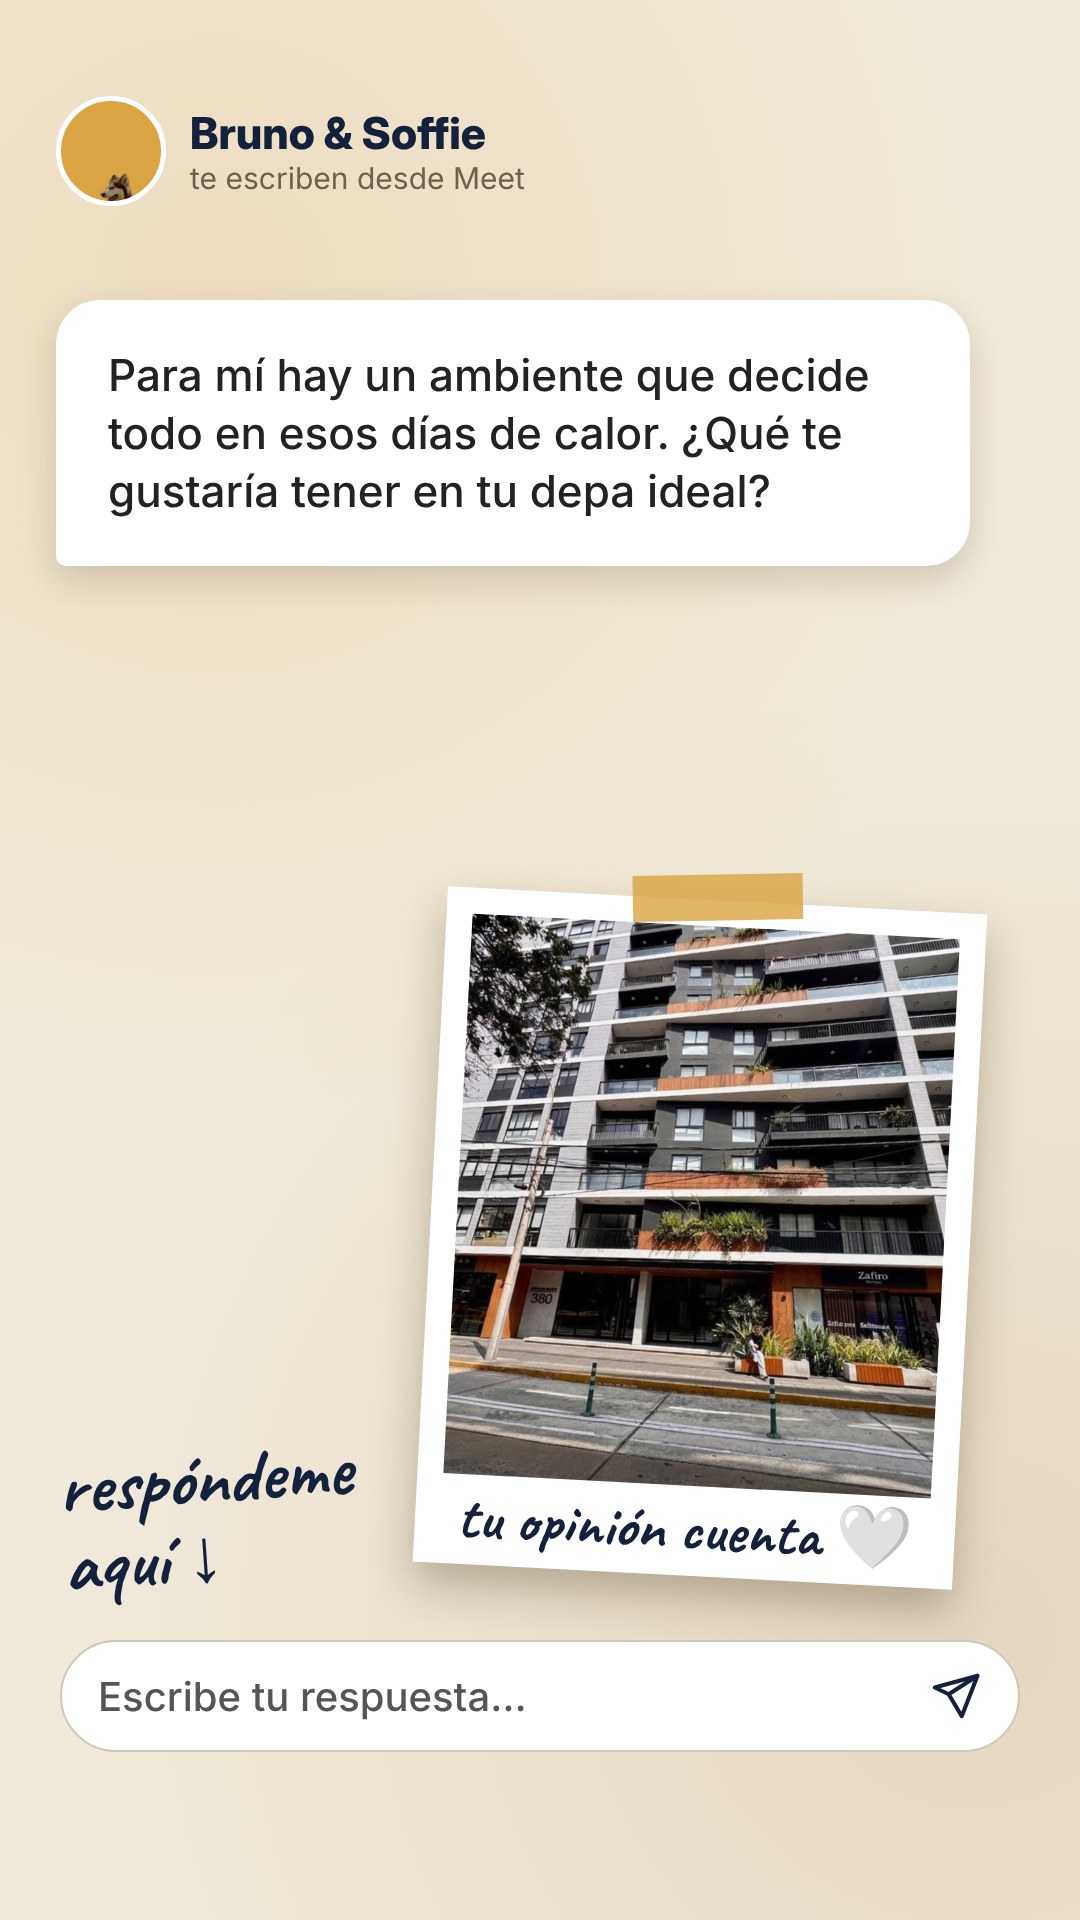 Bruno & Soffie
te escriben desde Meet
Para mí hay un ambiente que decide
todo en esos días de calor. ¿Qué te
gustaría tener en tu depa ideal?
Zafiro
380
respóndeme
aquí ↓
tu opinión cuenta 🤍
Escribe tu respuesta...